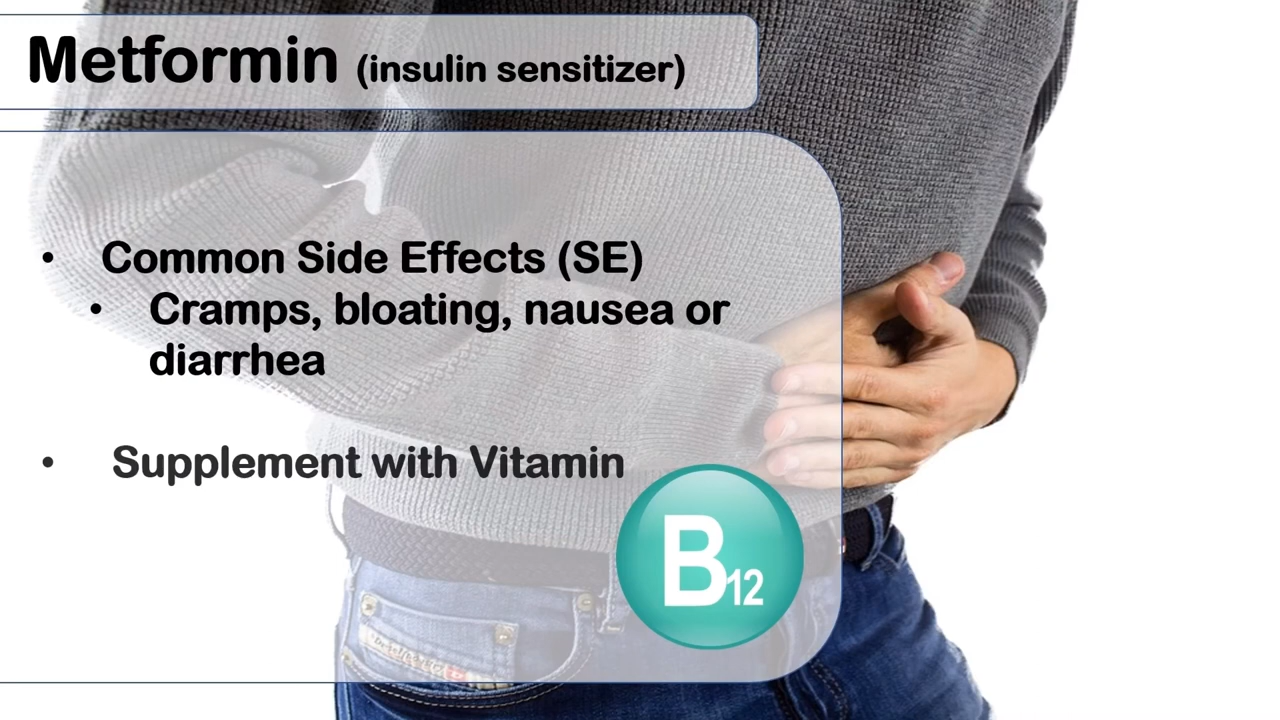 Metformin (insulin sensitizer)
• Common Side Effects (SE)
• Cramps, bloating, nausea or
diarrhea
• Supplement with Vitamin
B12